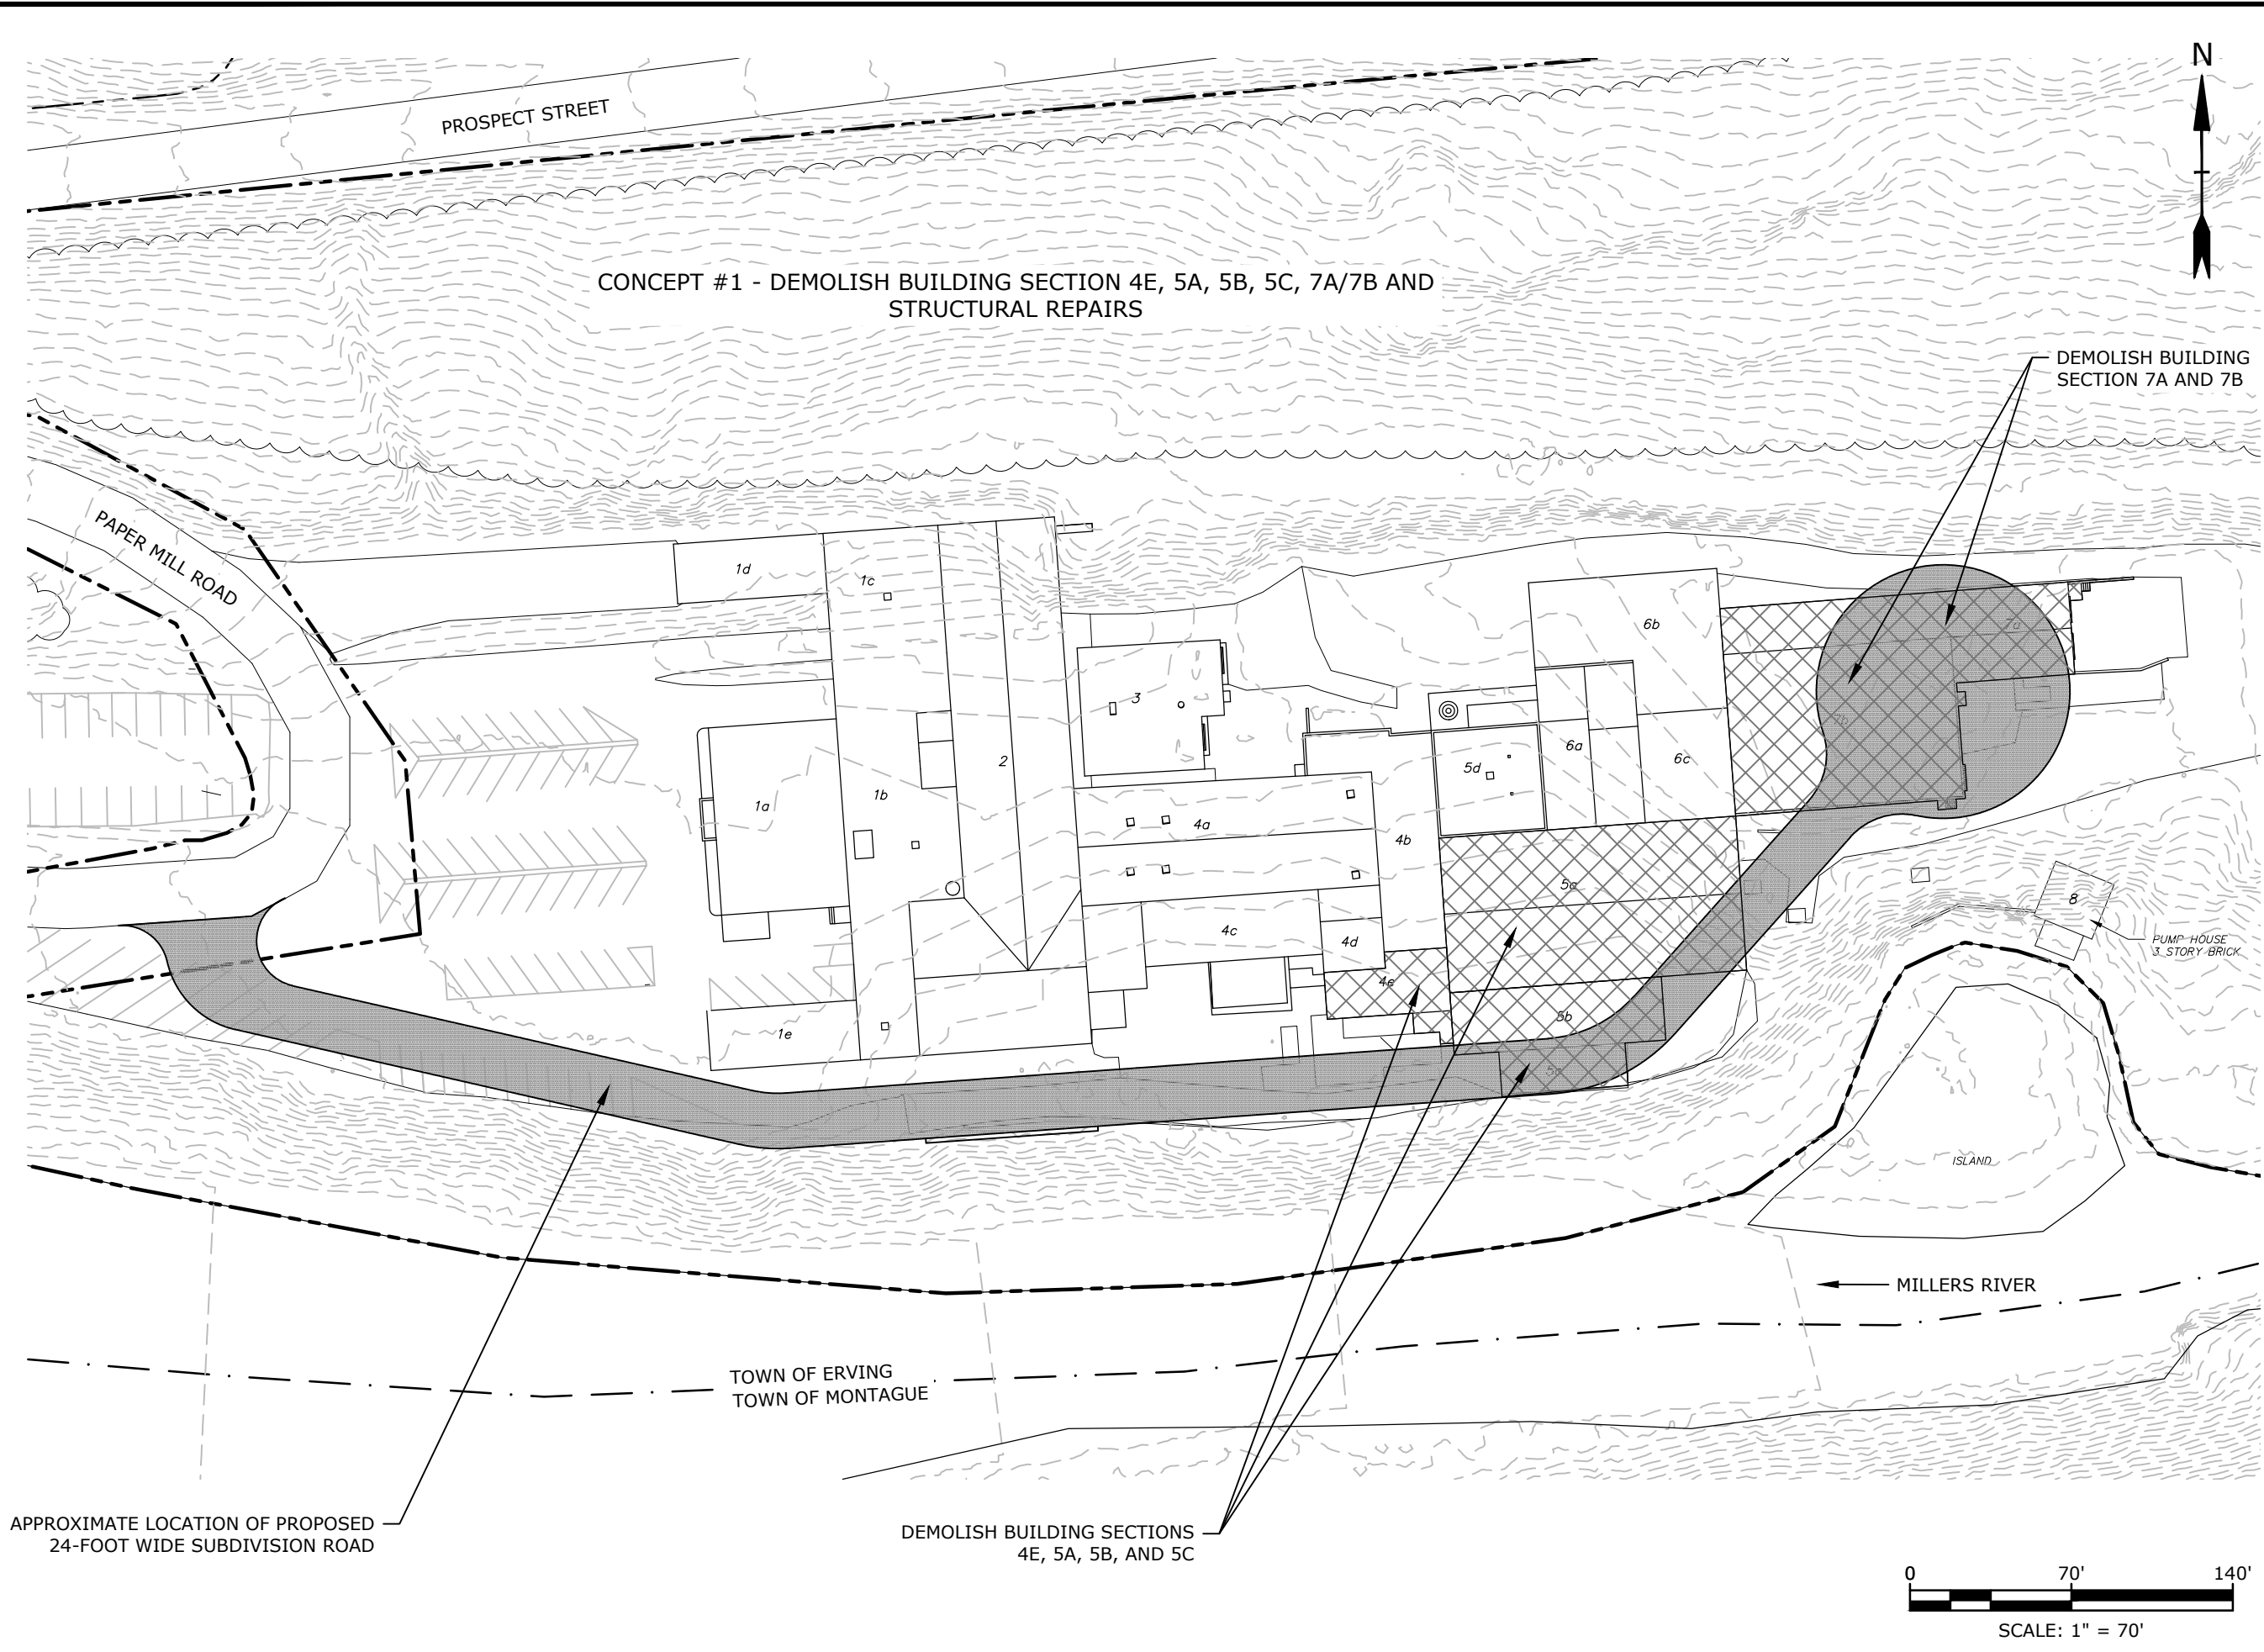 N
PROSPECT STREET
CONCEPT #1 - DEMOLISH BUILDING SECTION 4E, 5A, 5B, 5C, 7A/7B AND
STRUCTURAL REPAIRS
DEMOLISH BUILDING
SECTION 7A AND 7B
PAPER MILL ROAD
1d
1c
6b
7a
3
7b
2
6a
6c
5d
1a
1b
4a
4b
5a
8
4c
4d
PUMP HOUSE
3 STORY BRICK
4e
5b
1e
5c
ISLAND
MILLERS RIVER
TOWN OF ERVING
TOWN OF MONTAGUE
APPROXIMATE LOCATION OF PROPOSED
24-FOOT WIDE SUBDIVISION ROAD
DEMOLISH BUILDING SECTIONS
4E, 5A, 5B, AND 5C
0 70' 140'
SCALE: 1" = 70'